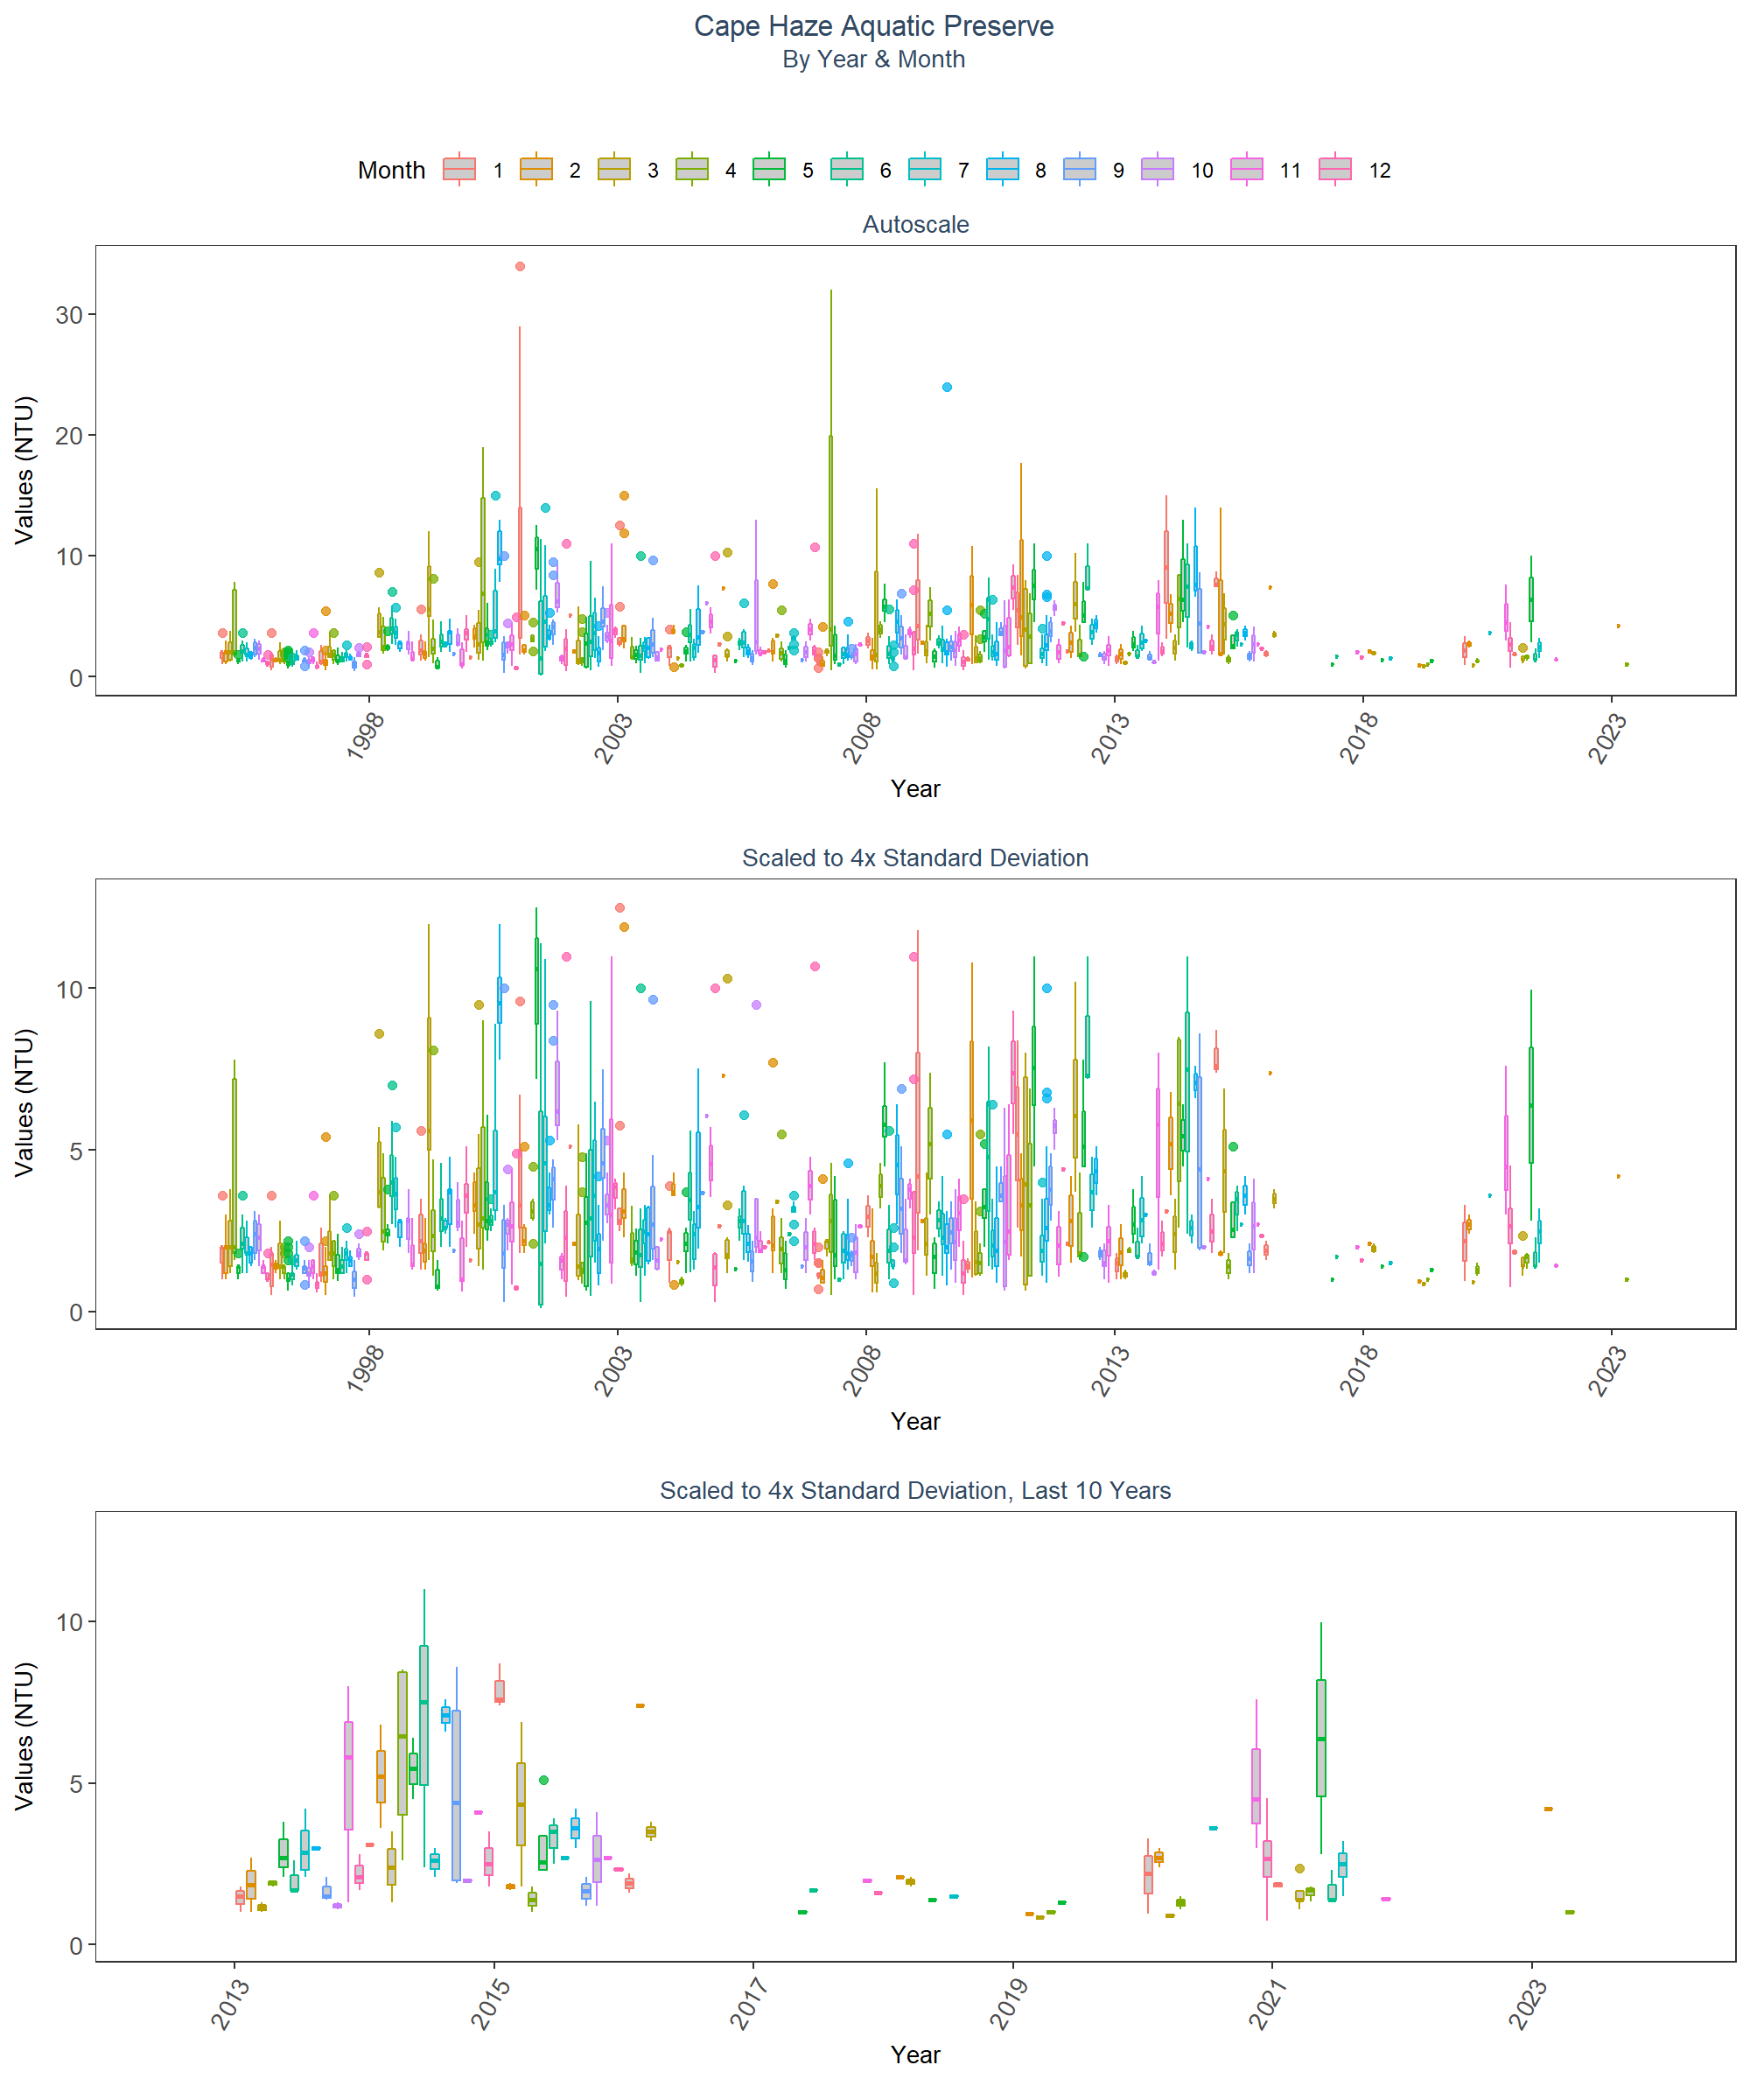 Cape Haze Aquatic Preserve
By Year & Month
Month 1 2 3 4 5 6 7 8 9 10 11 12
Autoscale
Values (NTU)
30
20
10
0
1998 2003 2008 2013 2018 2023
Year
Scaled to 4x Standard Deviation
Values (NTU)
10
5
0
1998 2003 2008 2013 2018 2023
Year
Scaled to 4x Standard Deviation, Last 10 Years
Values (NTU)
10
5
0
2013 2015 2017 2019 2021 2023
Year